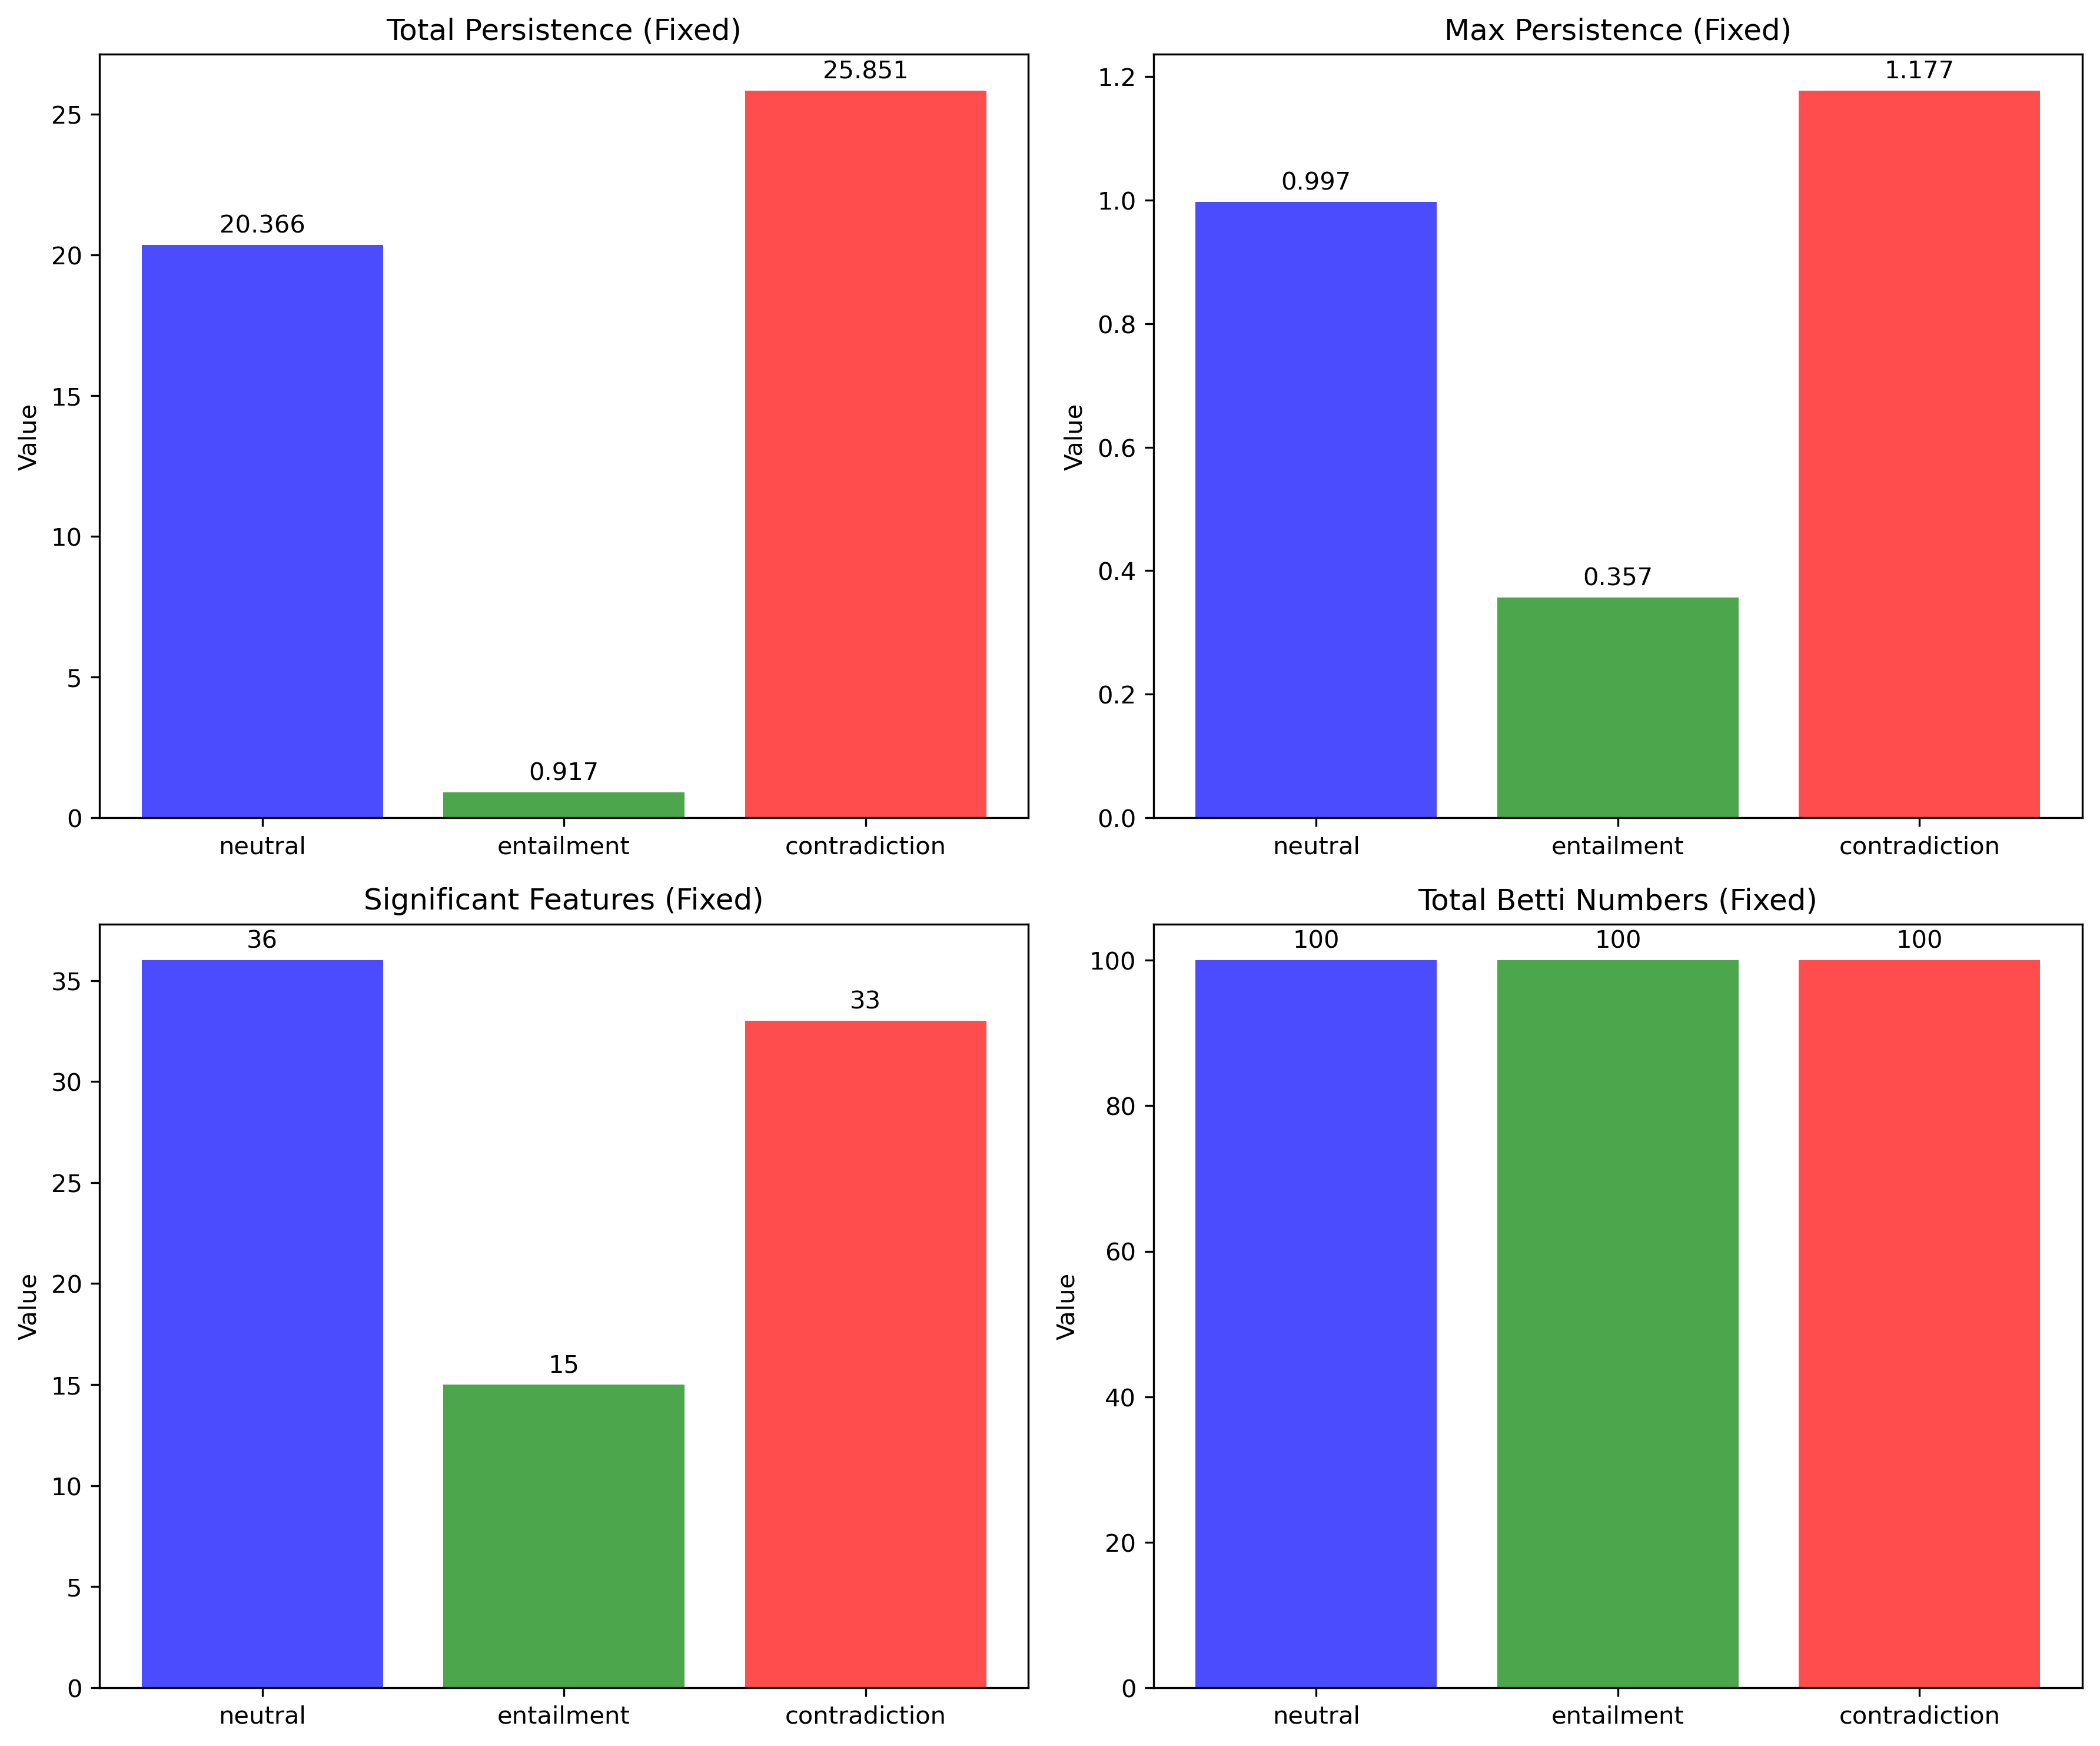 Total Persistence (Fixed)
Value
25
20
15
10
5
0
20.366
0.917
25.851
neutral
entailment
contradiction
Max Persistence (Fixed)
Value
1.2
1.0
0.8
0.6
0.4
0.2
0.0
0.997
0.357
1.177
neutral
entailment
contradiction
Significant Features (Fixed)
Value
35
30
25
20
15
10
5
0
36
15
33
neutral
entailment
contradiction
Total Betti Numbers (Fixed)
Value
100
80
60
40
20
0
100
100
100
neutral
entailment
contradiction